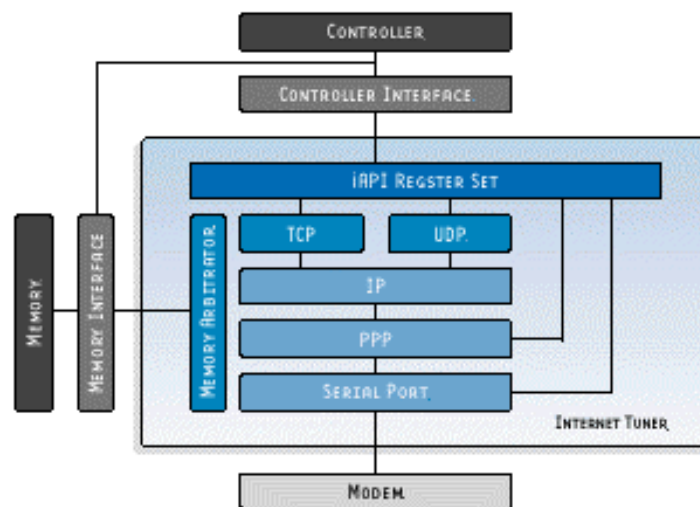 CONTROLLER
CONTROLLER INTERFACE
iAPI REGSTER SET
TCP
UDP
IP
PPP
SERIAL PORT
MEMORY
MEMORY INTERFACE
MEMORY ARBITRATOR
INTERNET TUNER
MODEM